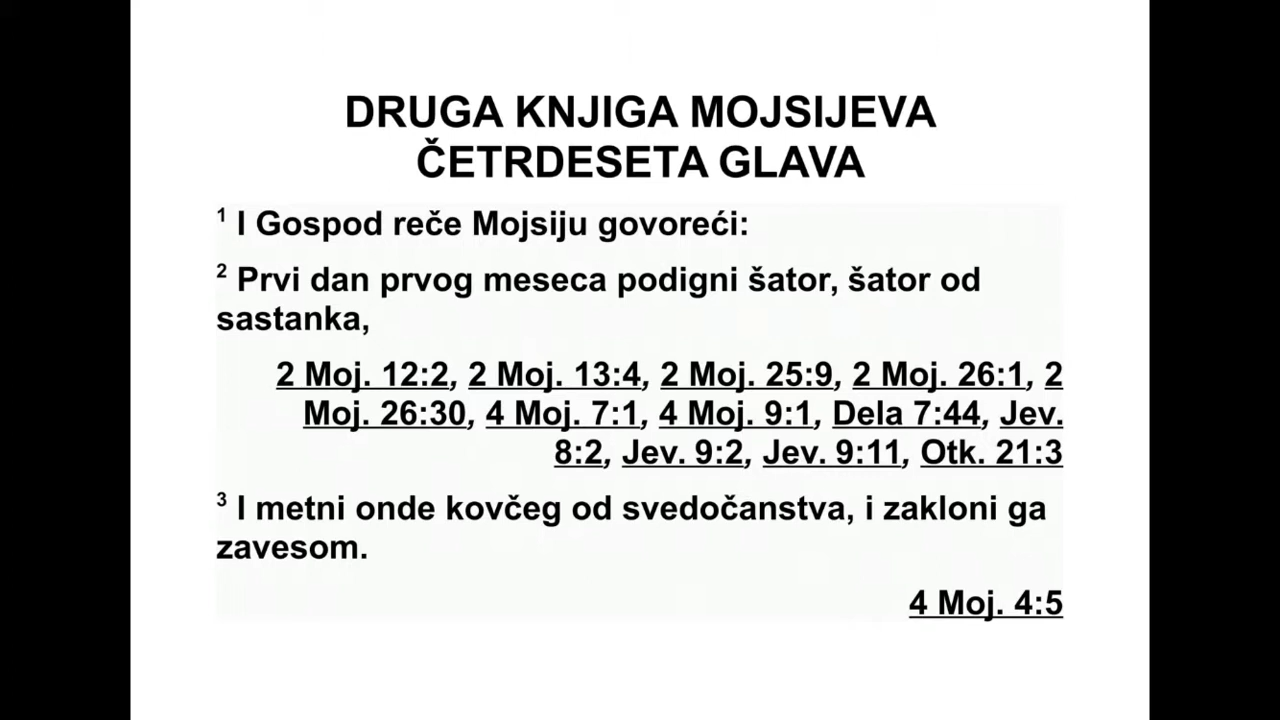 DRUGA KNJIGA MOJSIJEVA
ČETRDESETA GLAVA
1 I Gospod reče Mojsiju govoreći:
2 Prvi dan prvog meseca podigni šator, šator od
sastanka,
2 Moj. 12:2, 2 Moj. 13:4, 2 Moj. 25:9, 2 Moj. 26:1, 2
Moj. 26:30, 4 Moj. 7:1, 4 Moj. 9:1, Dela 7:44, Jev.
8:2, Jev. 9:2, Jev. 9:11, Otk. 21:3
3 I metni onde kovčeg od svedočanstva, i zakloni ga
zavesom.
4 Moj. 4:5